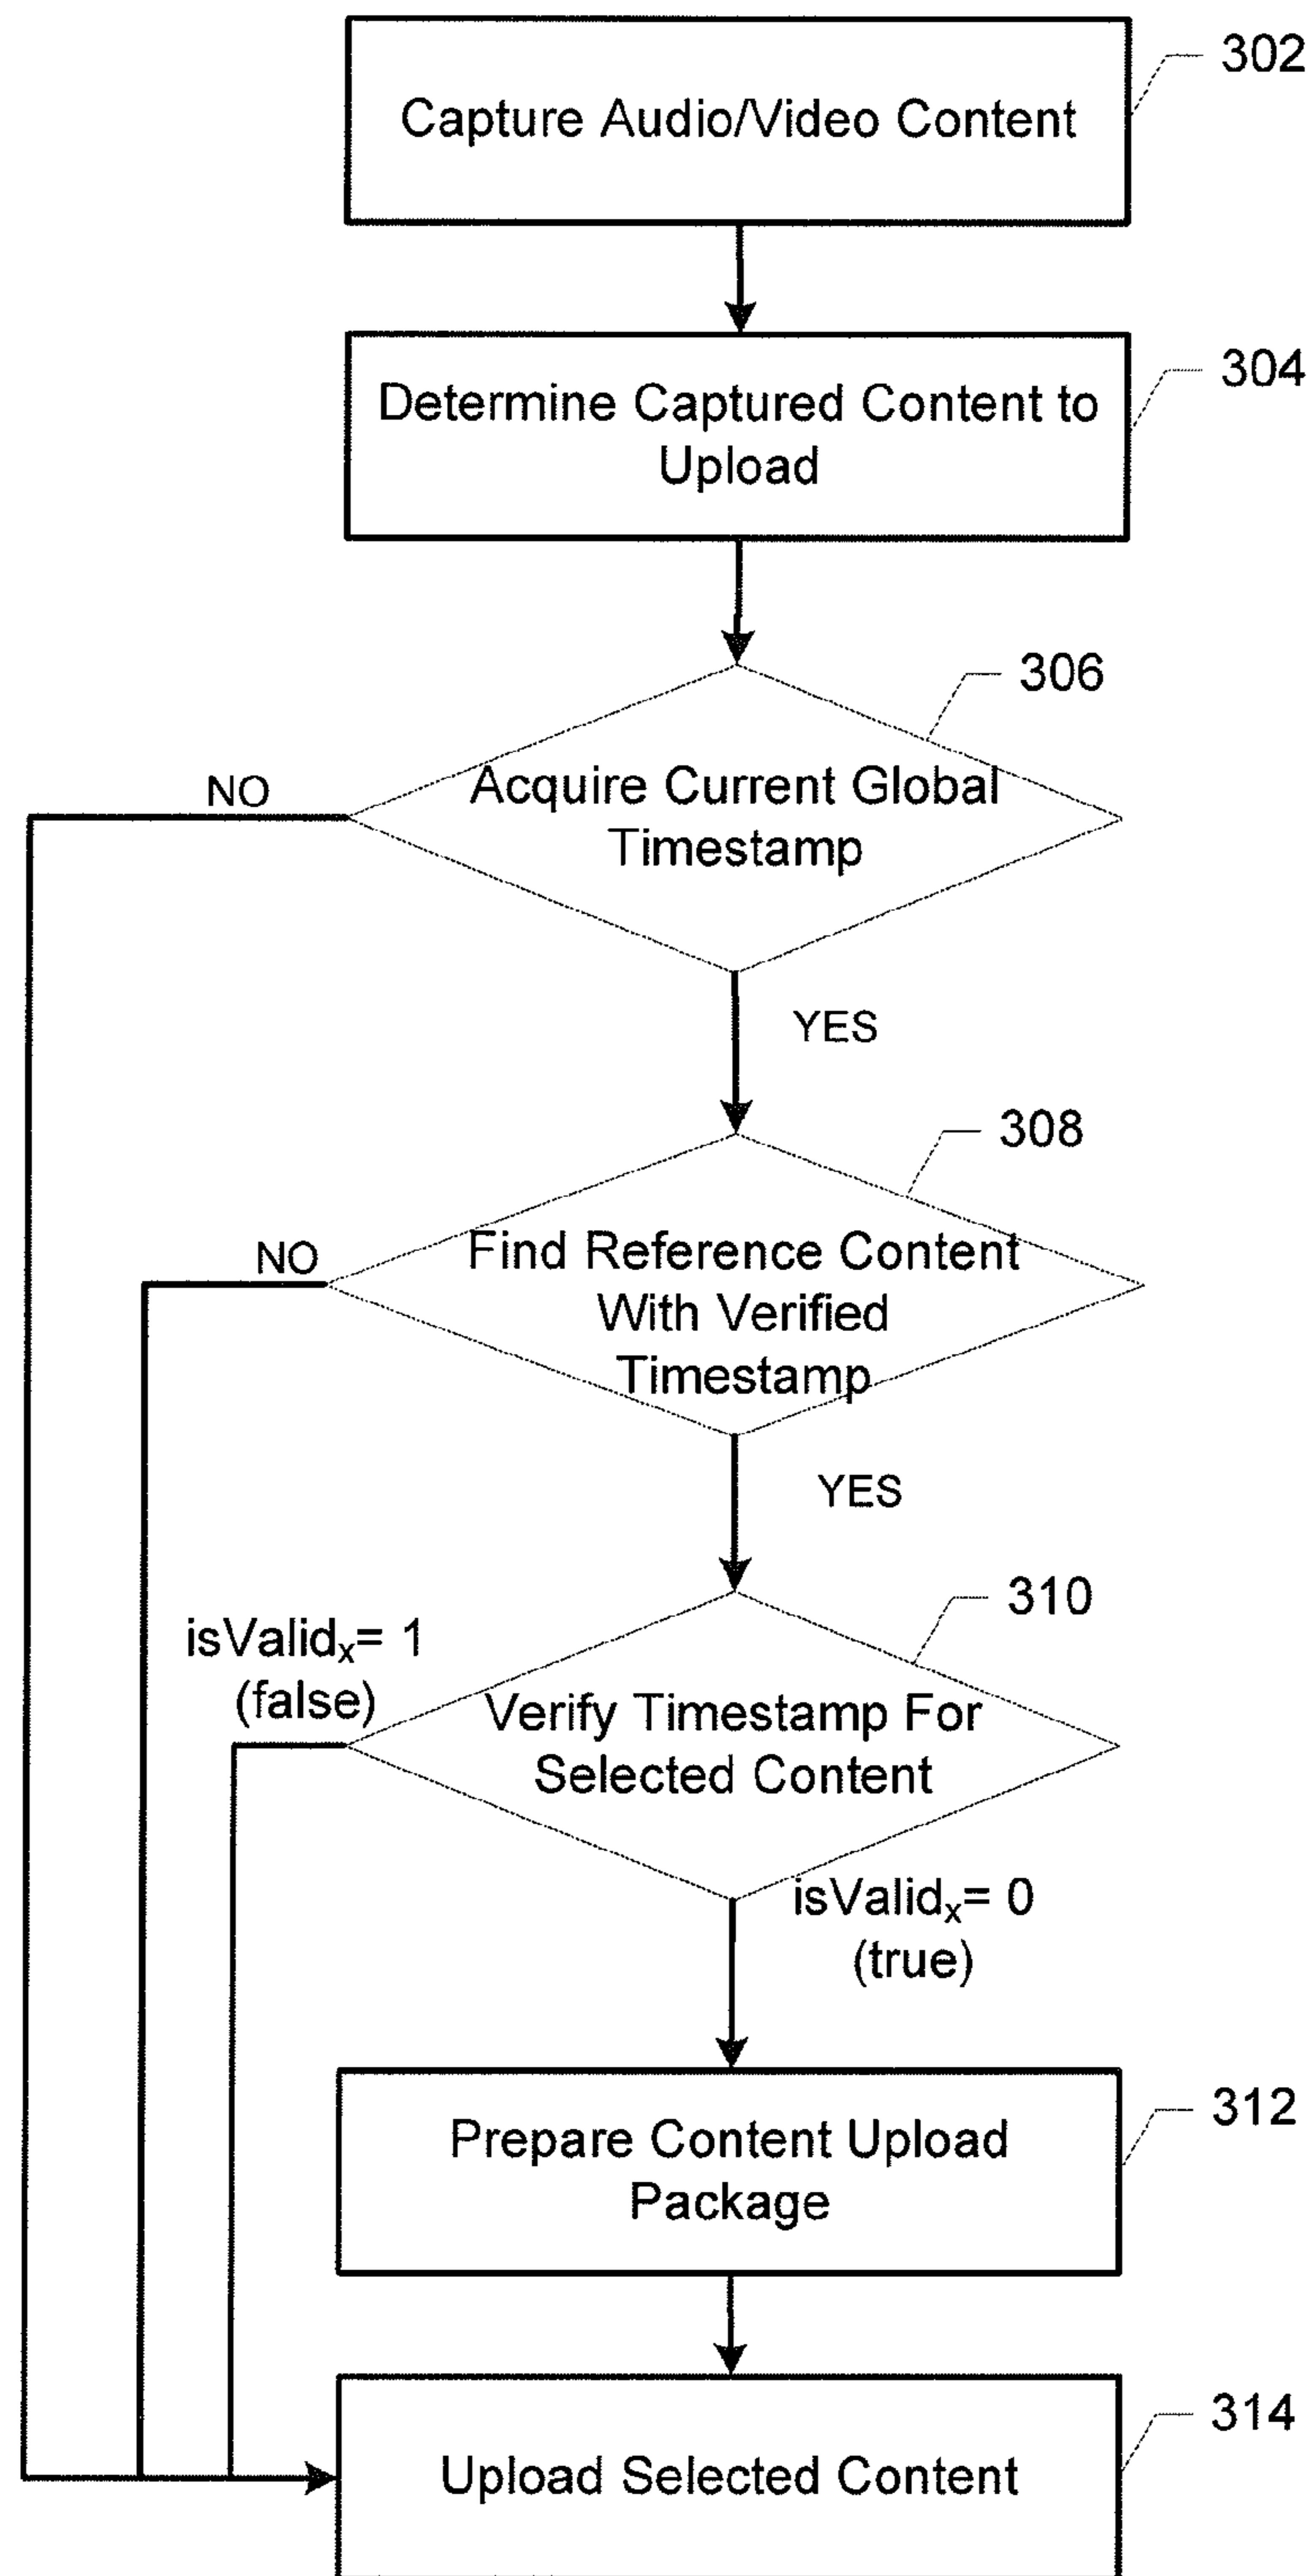 302
Capture Audio/Video Content
304
Determine Captured Content to
Upload
306
NO
Acquire Current Global
Timestamp
YES
308
NO
Find Reference Content
With Verified
Timestamp
YES
310
isValidₓ= 1
(false)
Verify Timestamp For
Selected Content
isValidₓ= 0
(true)
312
Prepare Content Upload
Package
314
Upload Selected Content